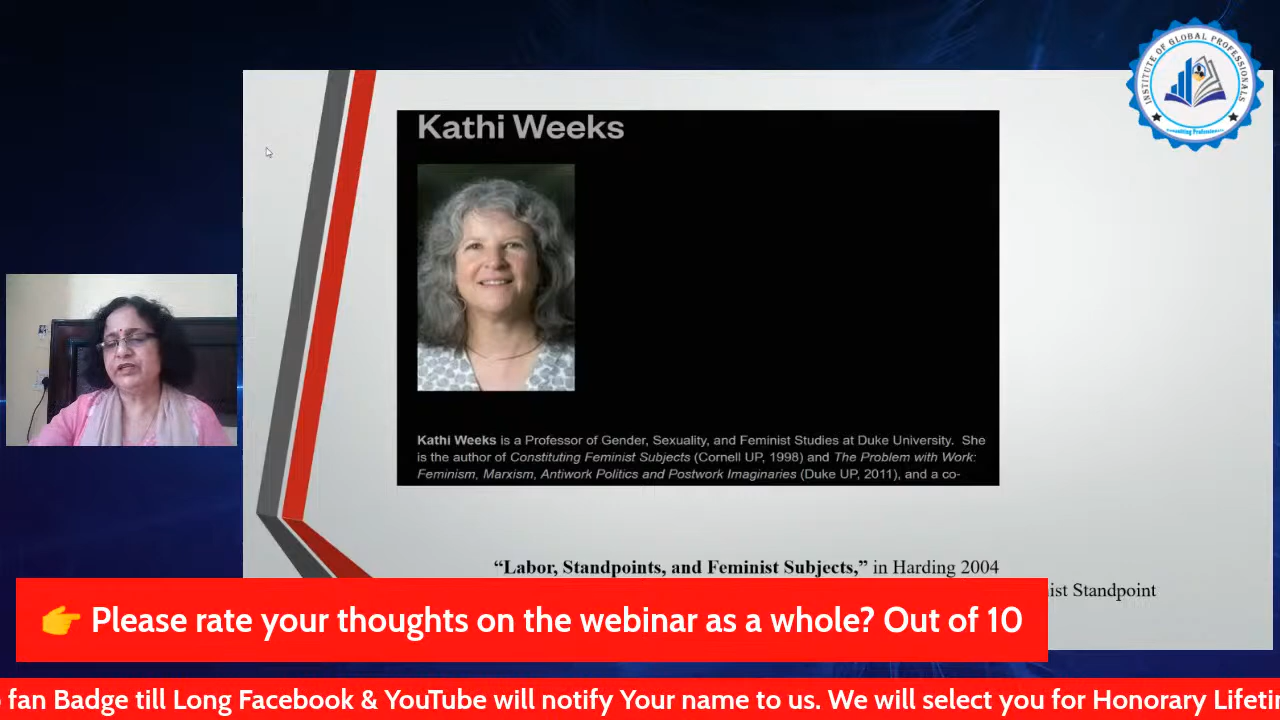 INSTITUTE OF GLOBAL PROFESSIONALS
Consulting Professionals
Kathi Weeks
Kathi Weeks is a Professor of Gender, Sexuality, and Feminist Studies at Duke University. She
is the author of Constituting Feminist Subjects (Cornell UP, 1998) and The Problem with Work:
Feminism, Marxism, Antiwork Politics and Postwork Imaginaries (Duke UP, 2011), and a co-
“Labor, Standpoints, and Feminist Subjects,” in Harding 2004
Standpoint
👉 Please rate your thoughts on the webinar as a whole? Out of 10
fan Badge till Long Facebook & YouTube will notify Your name to us. We will select you for Honorary